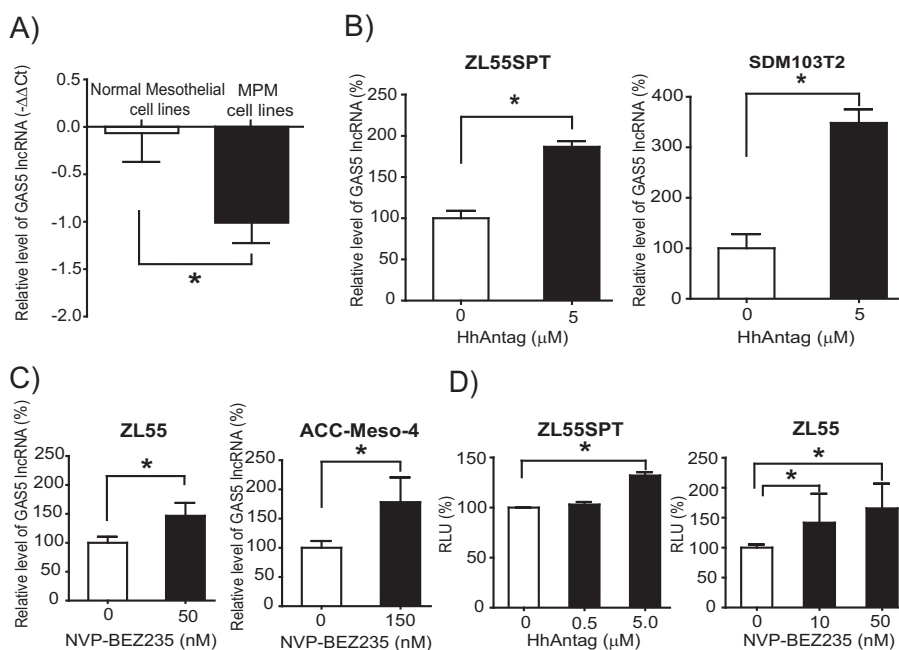 A)
Relative level of GAS5 lncRNA (-ΔΔCt)
0.5
0.0
-0.5
-1.0
-1.5
-2.0
Normal Mesothelial
cell lines
MPM
cell lines
*
B)
ZL55SPT
Relative level of GAS5 lncRNA (%)
250
200
150
100
50
0
*
0
5
HhAntag (μM)
SDM103T2
Relative level of GAS5 lncRNA (%)
400
300
200
100
0
*
0
5
HhAntag (μM)
C)
ZL55
Relative level of GAS5 lncRNA (%)
200
150
100
50
0
*
0
50
NVP-BEZ235 (nM)
ACC-Meso-4
Relative level of GAS5 lncRNA (%)
250
200
150
100
50
0
*
0
150
NVP-BEZ235 (nM)
D)
ZL55SPT
RLU (%)
150
100
50
0
*
0
0.5
5.0
HhAntag (μM)
ZL55
RLU (%)
250
200
150
100
50
0
*
*
0
10
50
NVP-BEZ235 (nM)